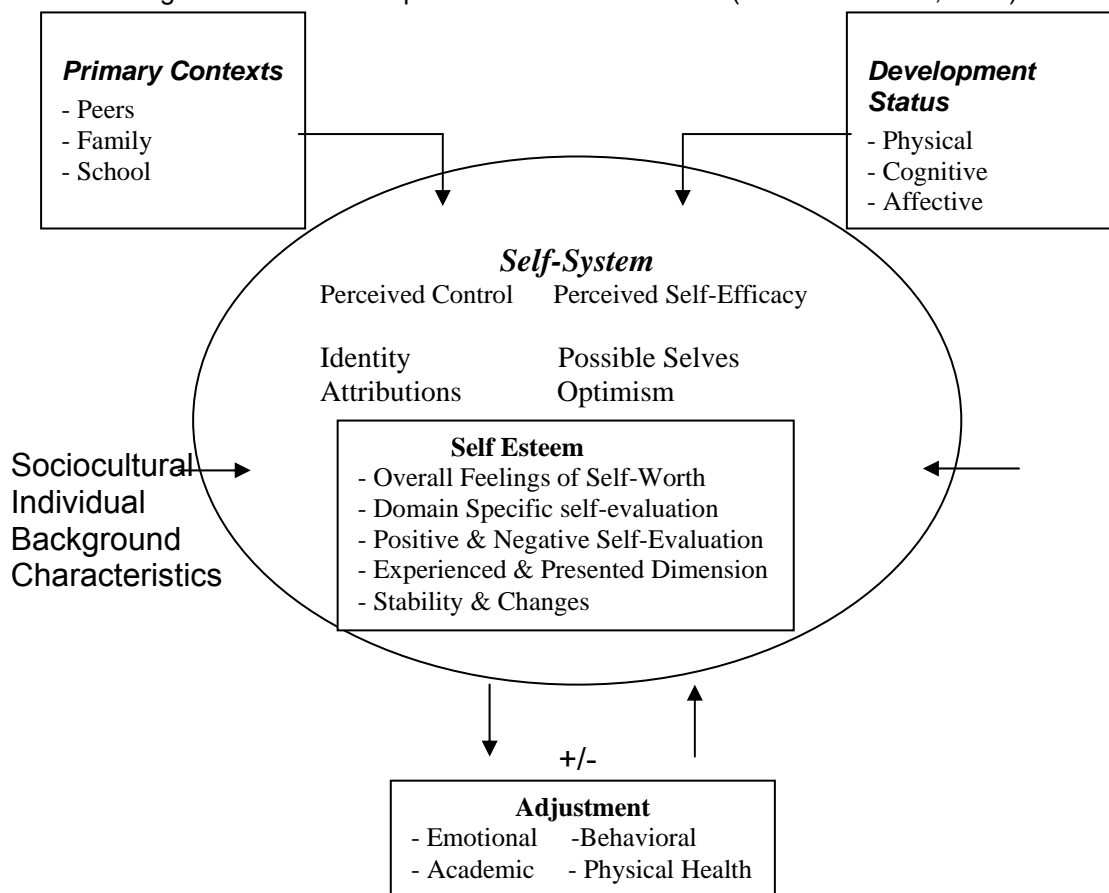 Primary Contexts
- Peers
- Family
- School
Development
Status
- Physical
- Cognitive
- Affective
Self-System
Perceived Control Perceived Self-Efficacy
Identity Possible Selves
Attributions Optimism
Self Esteem
- Overall Feelings of Self-Worth
- Domain Specific self-evaluation
- Positive & Negative Self-Evaluation
- Experienced & Presented Dimension
- Stability & Changes
Sociocultural
Individual
Background
Characteristics
+/-
Adjustment
- Emotional -Behavioral
- Academic - Physical Health